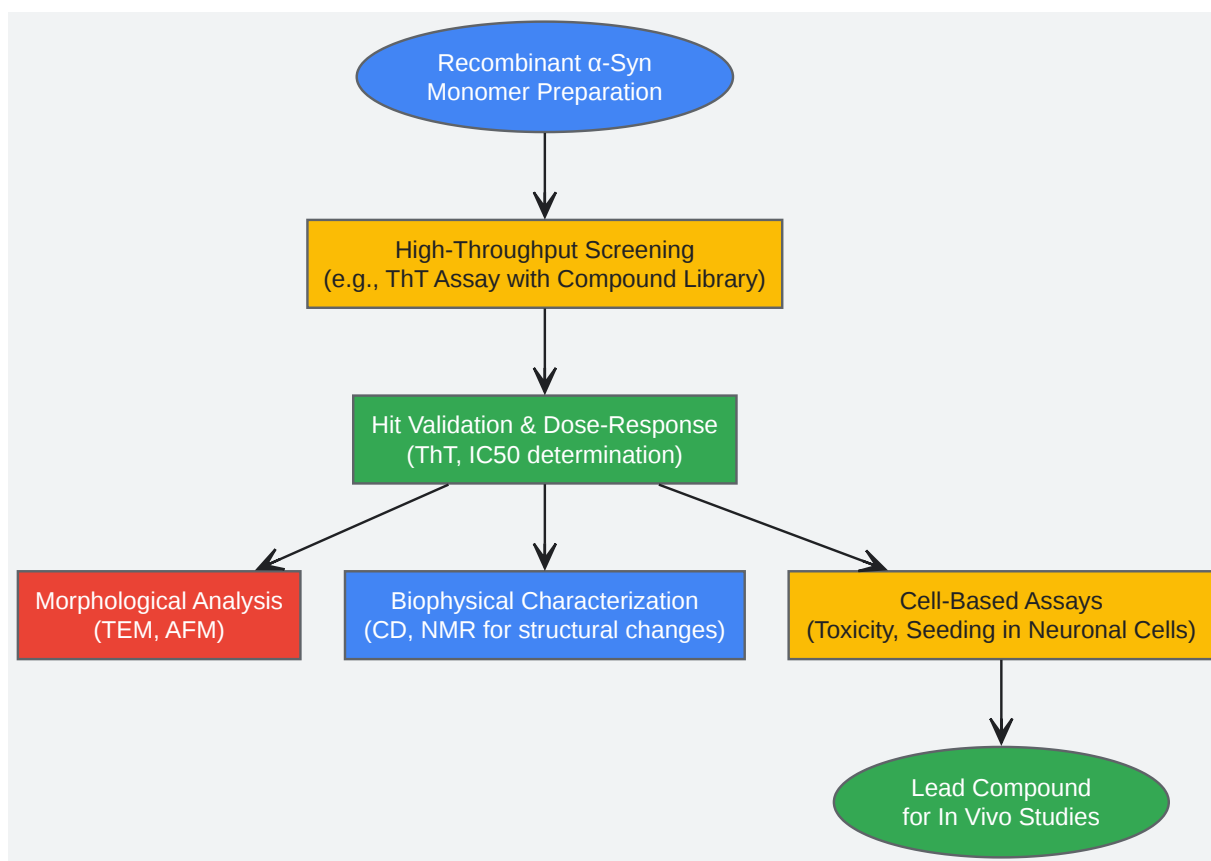 Recombinant α-Syn
Monomer Preparation
High-Throughput Screening
(e.g., ThT Assay with Compound Library)
Hit Validation & Dose-Response
(ThT, IC50 determination)
Morphological Analysis
(TEM, AFM)
Biophysical Characterization
(CD, NMR for structural changes)
Cell-Based Assays
(Toxicity, Seeding in Neuronal Cells)
Lead Compound
for In Vivo Studies